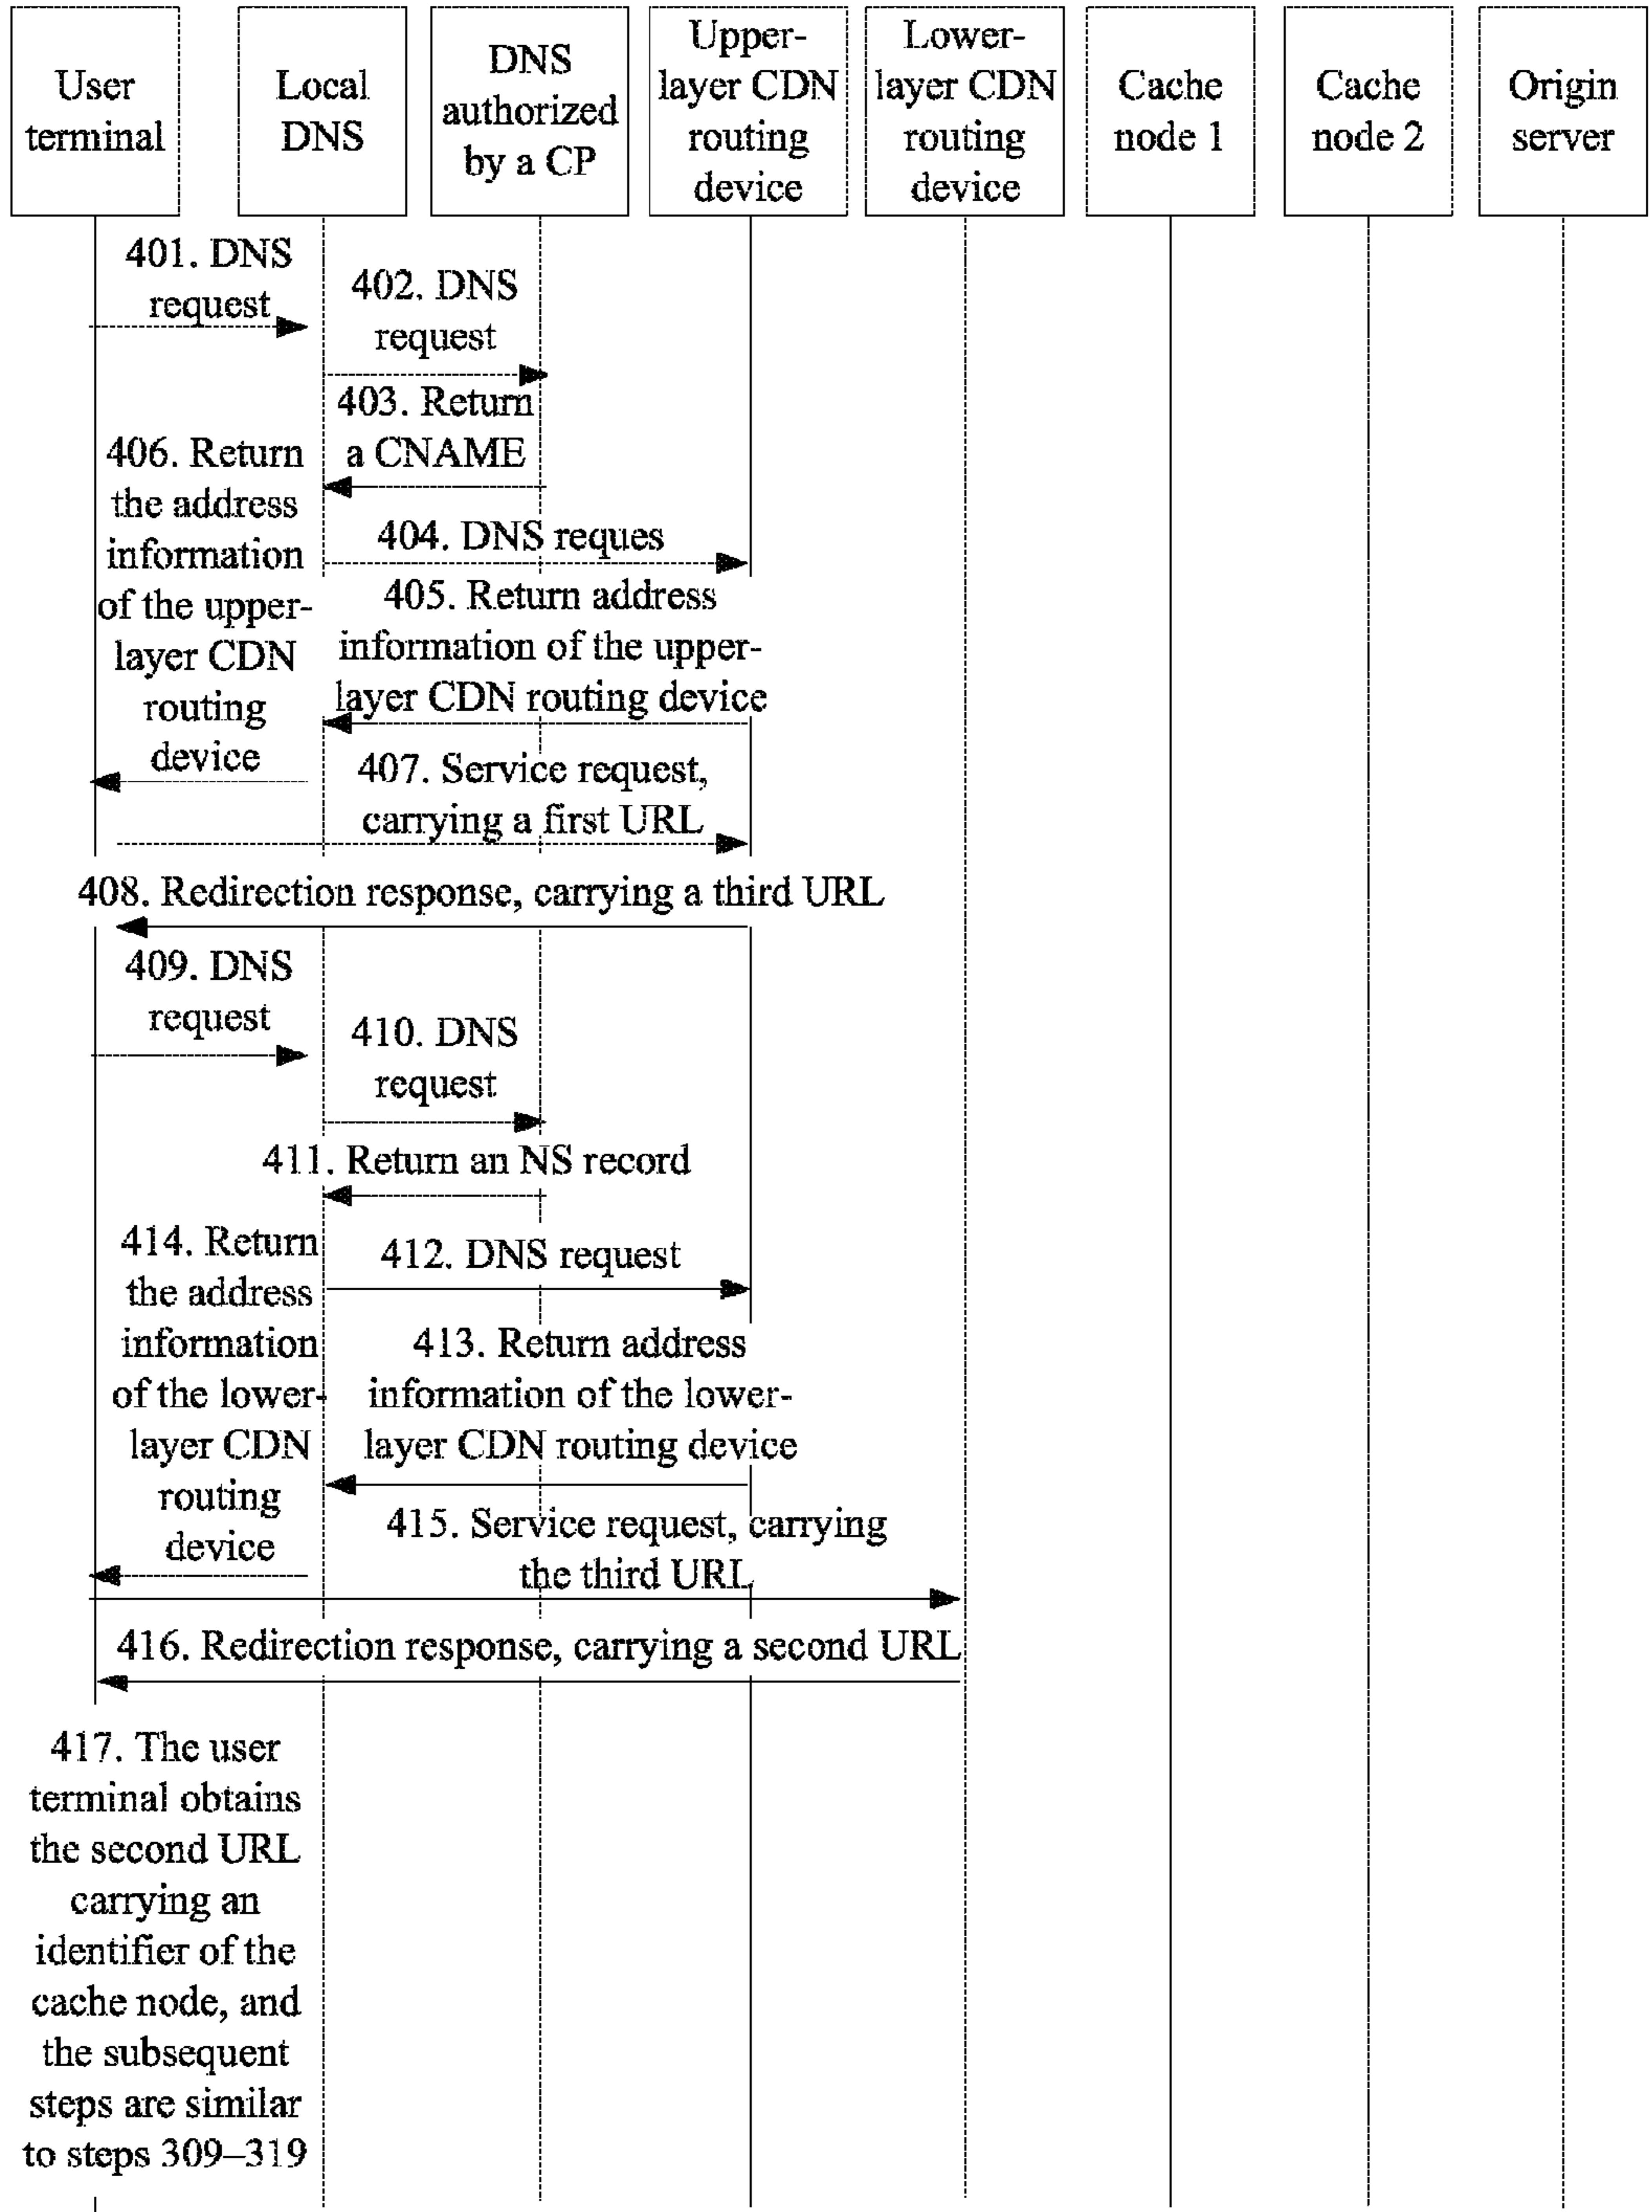 User
terminal
Local
DNS
DNS
authorized
by a CP
Upper-
layer CDN
routing
device
Lower-
layer CDN
routing
device
Cache
node 1
Cache
node 2
Origin
server
401. DNS
request
402. DNS
request
403. Return
a CNAME
404. DNS reques
405. Return address
information of the upper-
layer CDN routing device
406. Return
the address
information
of the upper-
layer CDN
routing
device
407. Service request,
carrying a first URL
408. Redirection response, carrying a third URL
409. DNS
request
410. DNS
request
411. Return an NS record
412. DNS request
413. Return address
information of the lower-
layer CDN routing device
414. Return
the address
information
of the lower-
layer CDN
routing
device
415. Service request, carrying
the third URL
416. Redirection response, carrying a second URL
417. The user
terminal obtains
the second URL
carrying an
identifier of the
cache node, and
the subsequent
steps are similar
to steps 309–319